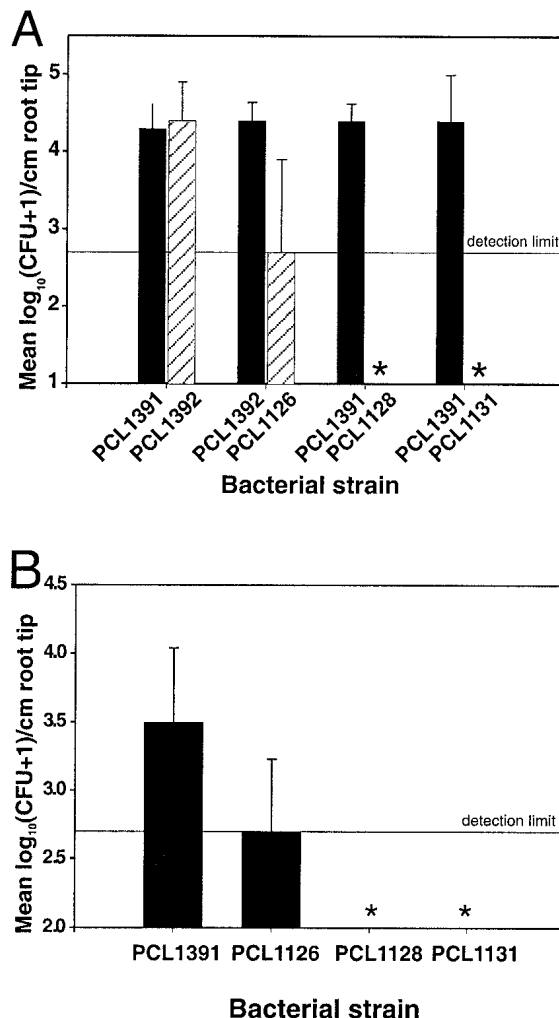 A
Mean log10(CFU+1)/cm root tip
5
4
3
2
1
detection limit
*
*
PCL1391
PCL1392
PCL1392
PCL1126
PCL1391
PCL1128
PCL1391
PCL1131
Bacterial strain
B
Mean log10(CFU+1)/cm root tip
4.5
4.0
3.5
3.0
2.5
2.0
detection limit
*
*
PCL1391 PCL1126 PCL1128 PCL1131
Bacterial strain